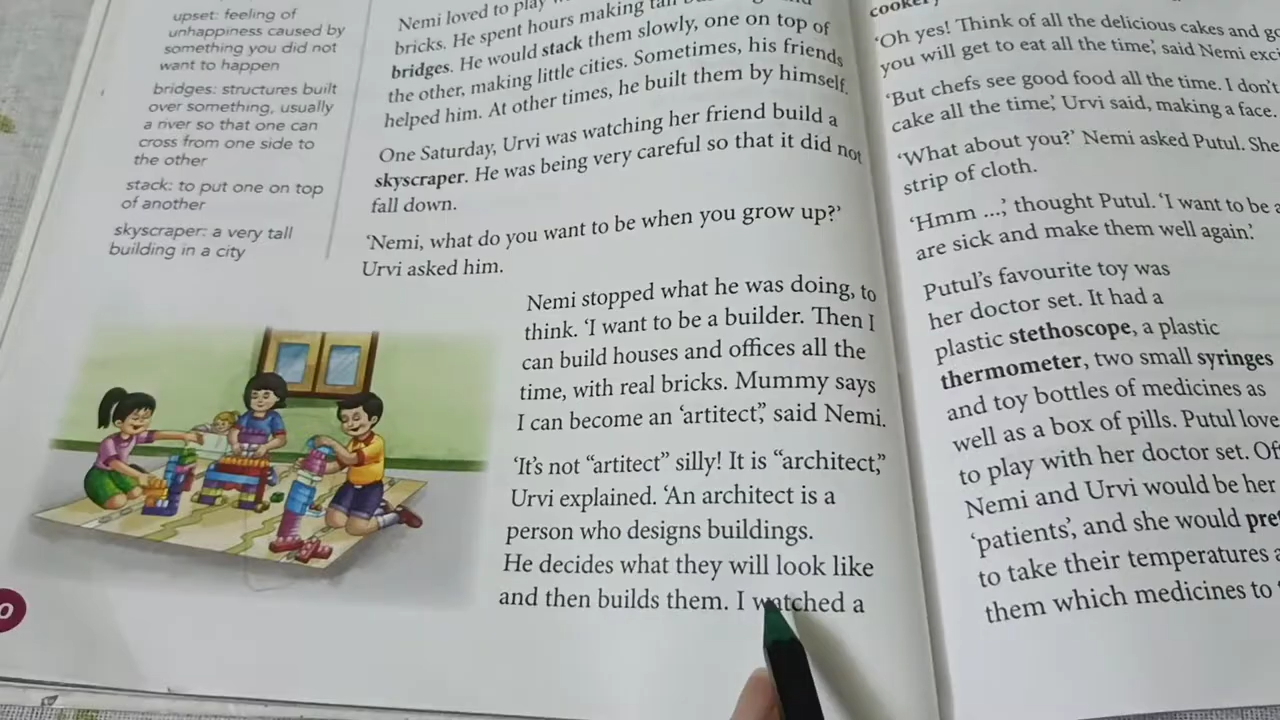 upset: feeling of
unhappiness caused by
something you did not
want to happen
bridges: structures built
over something, usually
a river so that one can
cross from one side to
the other
stack: to put one on top
of another
skyscraper: a very tall
building in a city
Nemi loved to play
bricks. He spent hours making tall
bridges. He would stack them slowly, one on top of
the other, making little cities. Sometimes, his friends
helped him. At other times, he built them by himself.
One Saturday, Urvi was watching her friend build a
skyscraper. He was being very careful so that it did not
fall down.
‘Nemi, what do you want to be when you grow up?’
Urvi asked him.
Nemi stopped what he was doing, to
think. ‘I want to be a builder. Then I
can build houses and offices all the
time, with real bricks. Mummy says
I can become an ‘artitect”, said Nemi.
‘It’s not “artitect” silly! It is “architect,”
Urvi explained. ‘An architect is a
person who designs buildings.
He decides what they will look like
and then builds them. I watched a
‘Oh yes! Think of all the delicious cakes and
you will get to eat all the time’, said Nemi
‘But chefs see good food all the time. I don’t
cake all the time’, Urvi said, making a face.
‘What about you?’ Nemi asked Putul. She
strip of cloth.
‘Hmm ...,’ thought Putul. ‘I want to be a
are sick and make them well again’.
Putul’s favourite toy was
her doctor set. It had a
plastic stethoscope, a plastic
thermometer, two small syringes
and toy bottles of medicines as
well as a box of pills. Putul
to play with her doctor set.
Nemi and Urvi would be her
‘patients’, and she would
to take their temperatures
them which medicines to